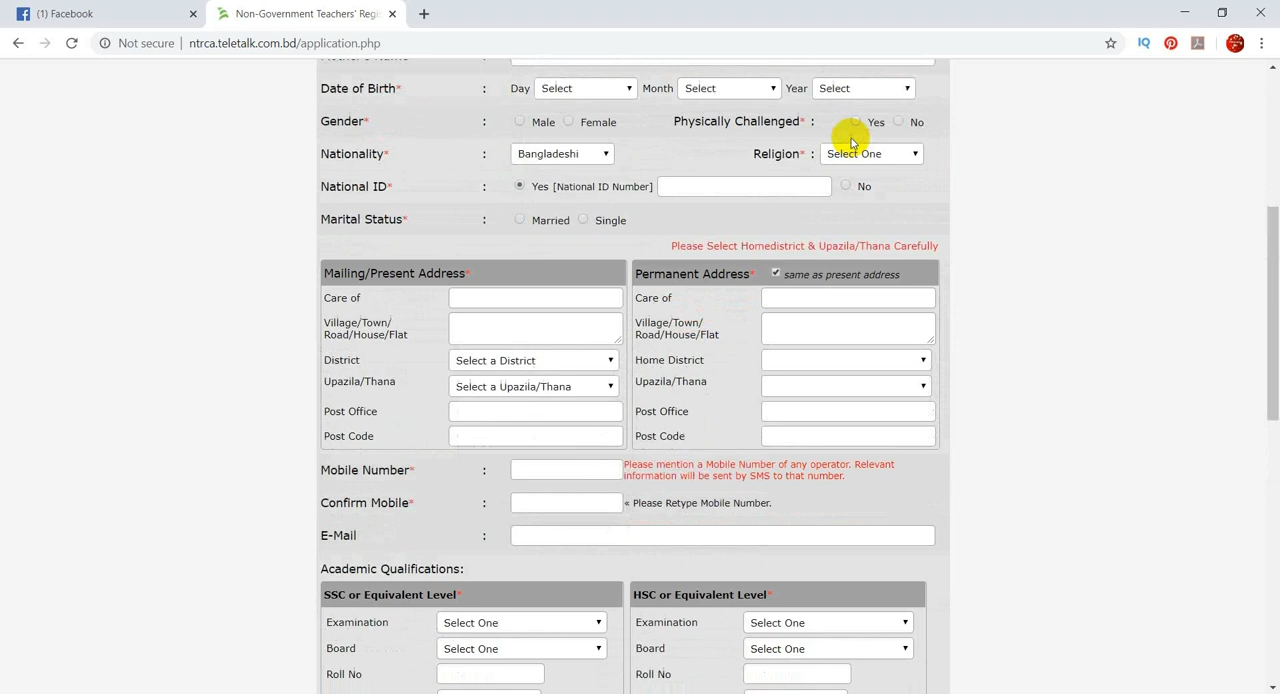 (1) Facebook
Non-Government Teachers' Regi
Not secure | ntrca.teletalk.com.bd/application.php
IQ
Date of Birth* : Day Select Month Select Year Select
Gender* : Male Female Physically Challenged* : Yes No
Nationality* : Bangladeshi Religion* : Select One
National ID* : Yes [National ID Number] No
Marital Status* : Married Single
Please Select Homedistrict & Upazila/Thana Carefully
Mailing/Present Address*
Care of
Village/Town/
Road/House/Flat
District Select a District
Upazila/Thana Select a Upazila/Thana
Post Office
Post Code
Permanent Address* same as present address
Care of
Village/Town/
Road/House/Flat
Home District
Upazila/Thana
Post Office
Post Code
Mobile Number* : Please mention a Mobile Number of any operator. Relevant
information will be sent by SMS to that number.
Confirm Mobile* : « Please Retype Mobile Number.
E-Mail :
Academic Qualifications:
SSC or Equivalent Level*
Examination Select One
Board Select One
Roll No
HSC or Equivalent Level*
Examination Select One
Board Select One
Roll No